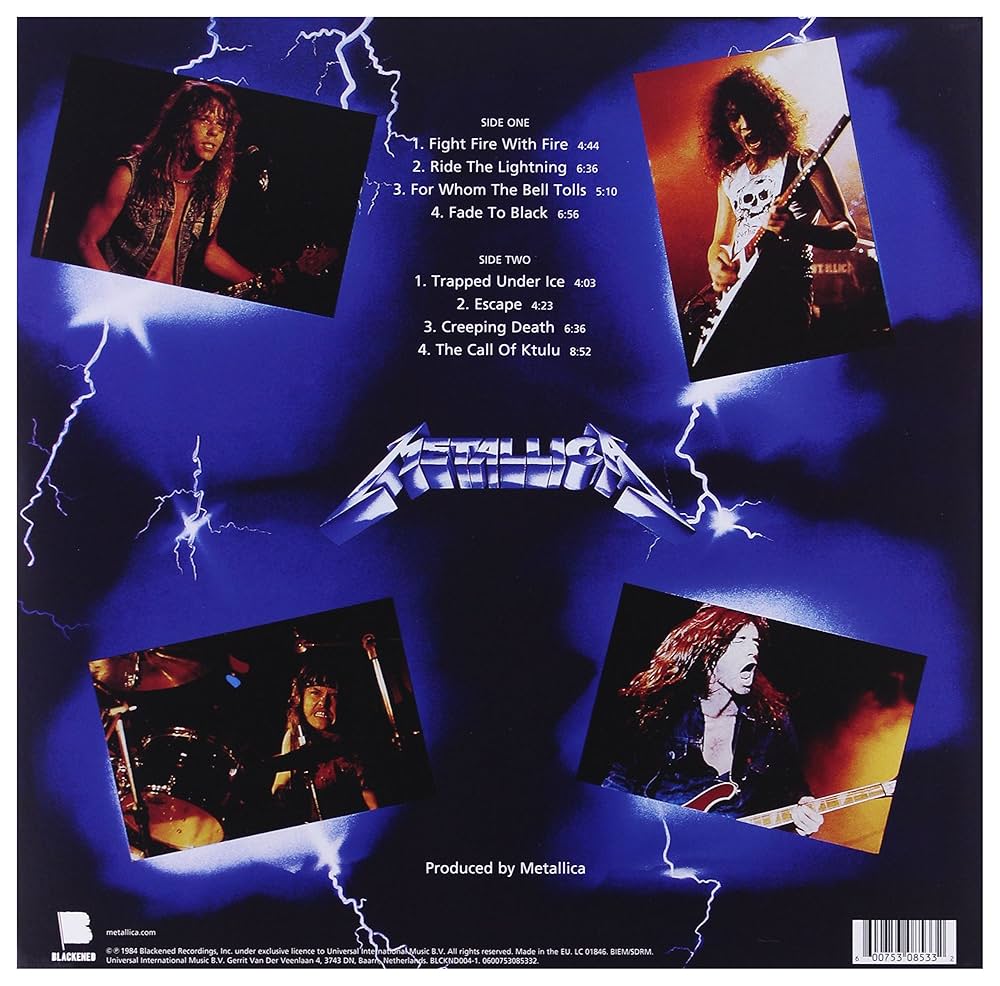 SIDE ONE
1. Fight Fire With Fire 4:44
2. Ride The Lightning 6:36
3. For Whom The Bell Tolls 5:10
4. Fade To Black 6:56
SIDE TWO
1. Trapped Under Ice 4:03
2. Escape 4:23
3. Creeping Death 6:36
4. The Call Of Ktulu 8:52
METALLICA
Produced by Metallica
B
BLACKENED
metallica.com
©℗ 1984 Blackened Recordings, Inc. under exclusive licence to Universal International Music B.V. All rights reserved. Made in the EU. LC 01846. BIEM/SDRM.
Universal International Music B.V. Gerrit Van Der Veenlaan 4, 3743 DN, Baarn, Netherlands. BLCKND004-1. 0600753085332.
6 00753 08533 2